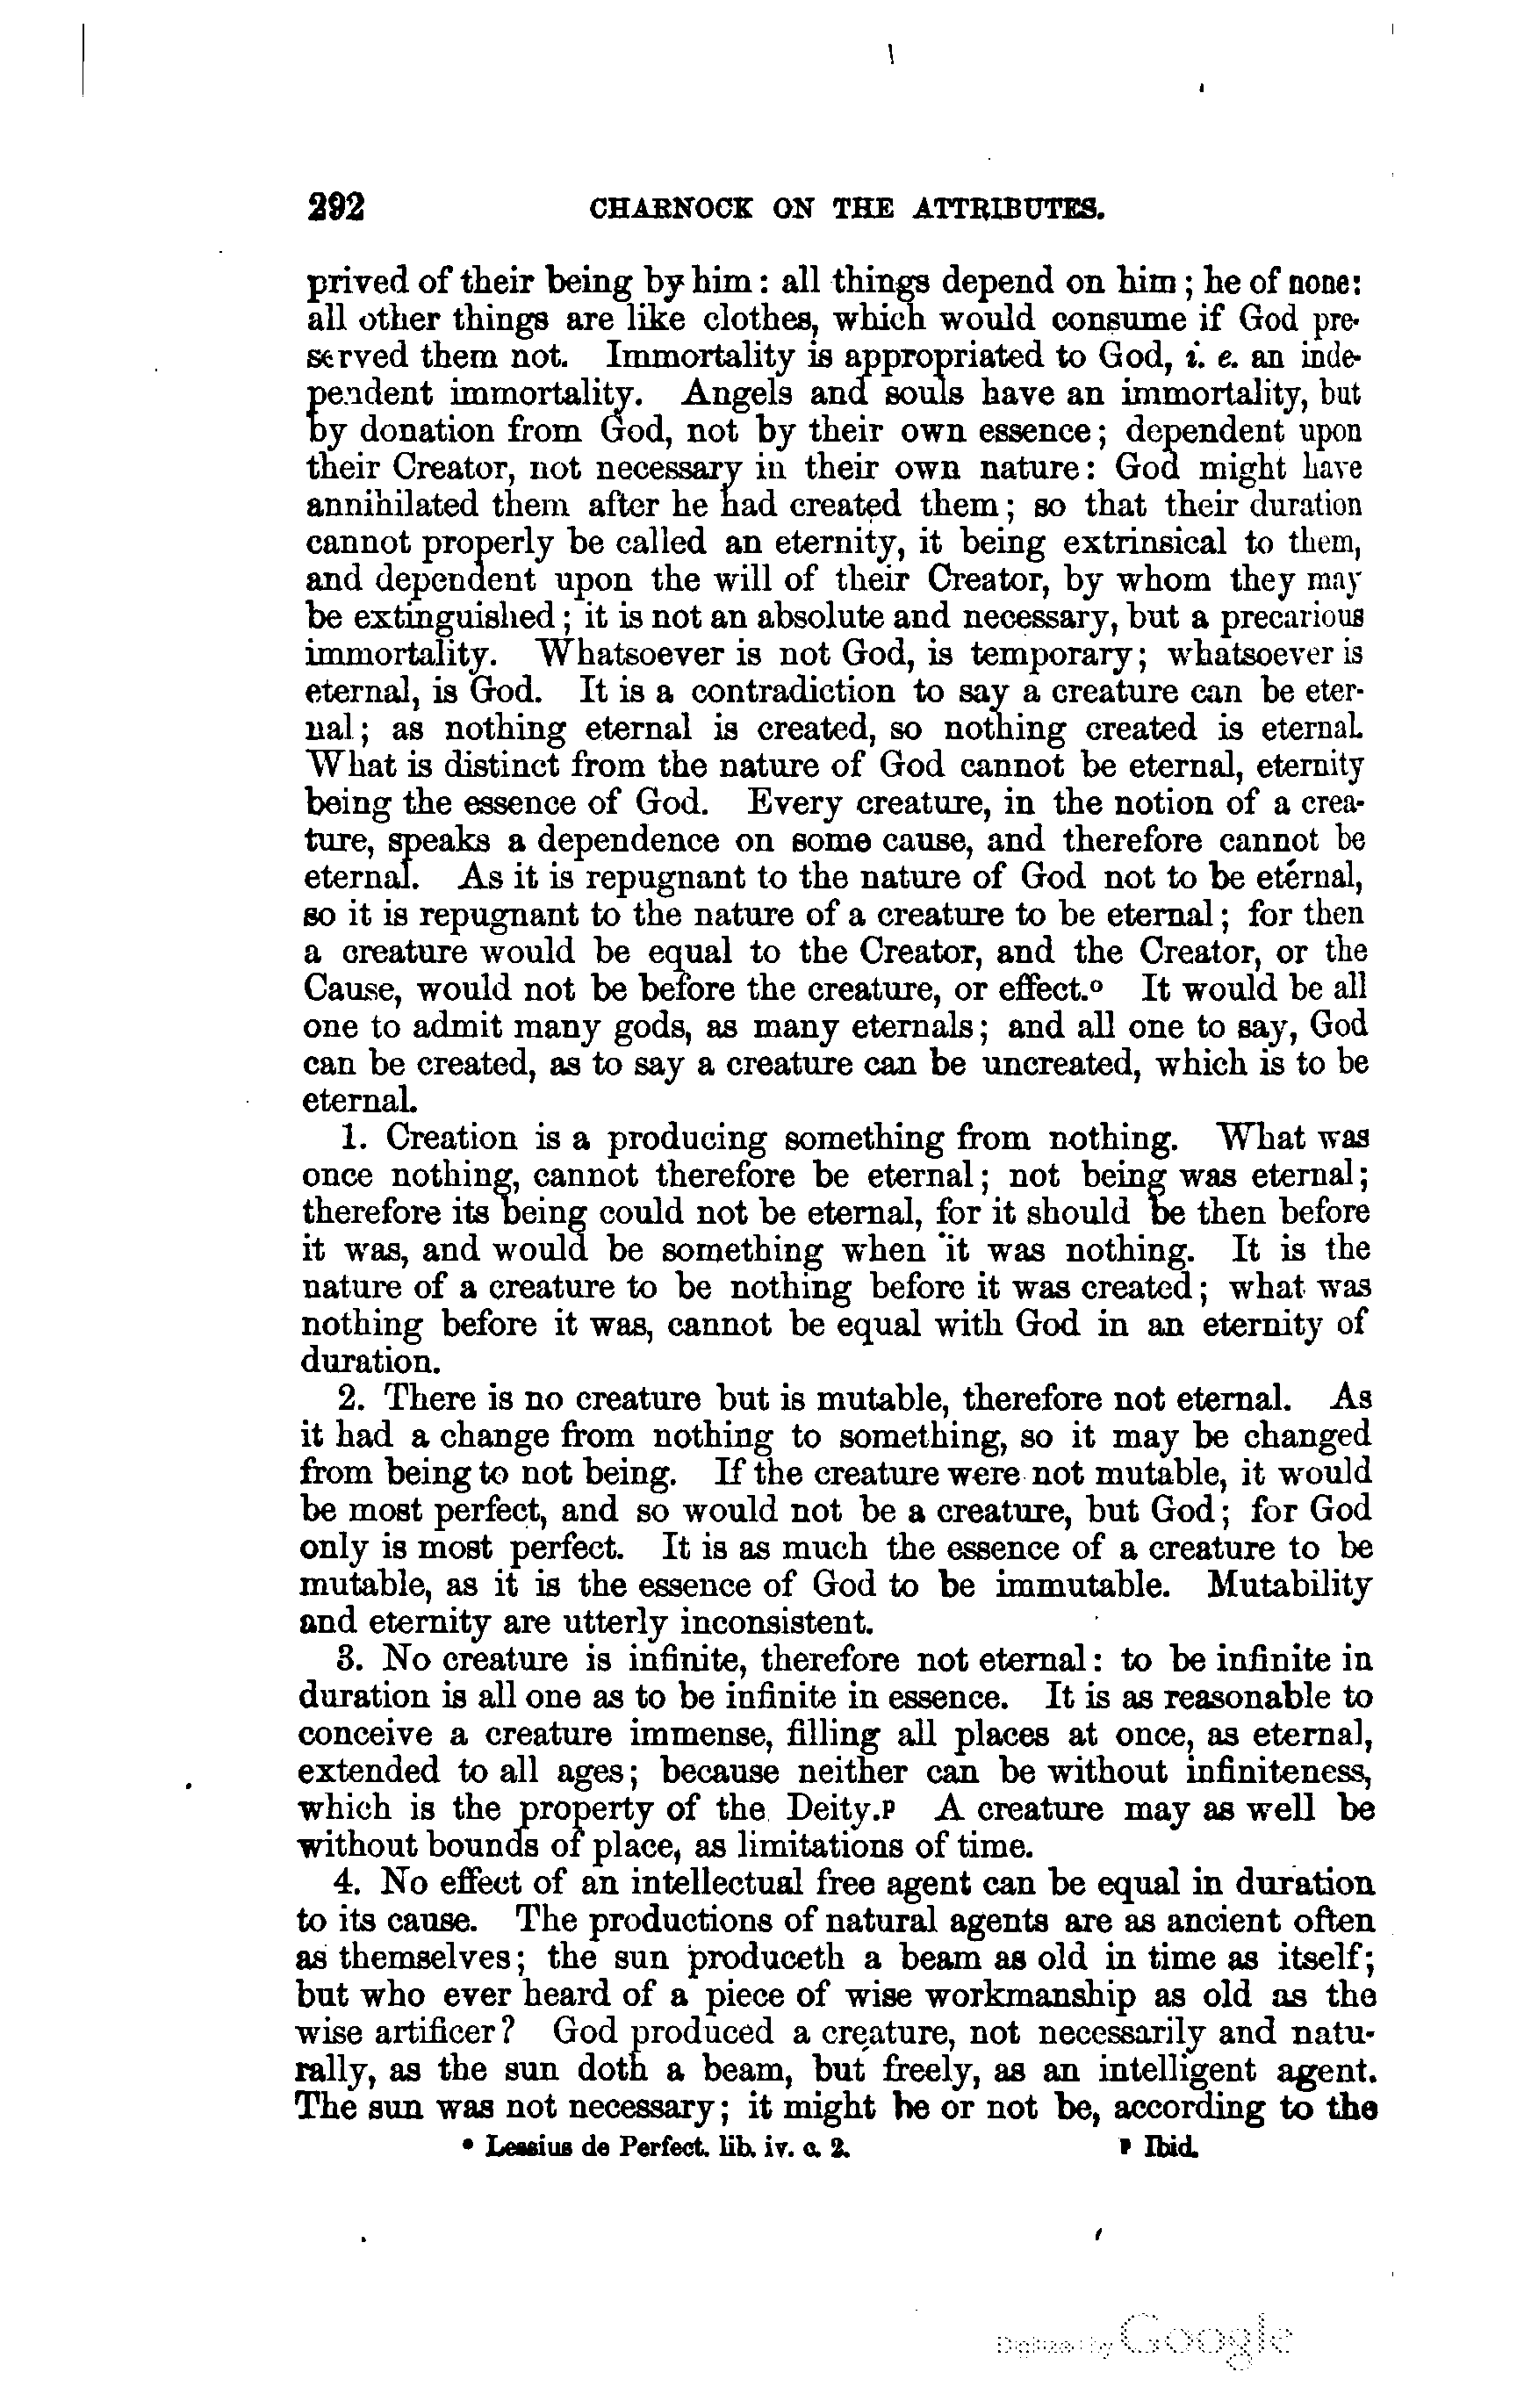 292 CHARNOCK ON THE ATTRIBUTES.
prived of their being by him: all things depend on him; he of none:
all other things are like clothes, which would consume if God pre-
served them not. Immortality is appropriated to God, i. e. an inde-
pendent immortality. Angels and souls have an immortality, but
by donation from God, not by their own essence; dependent upon
their Creator, not necessary in their own nature: God might have
annihilated them after he had created them; so that their duration
cannot properly be called an eternity, it being extrinsical to them,
and dependent upon the will of their Creator, by whom they may
be extinguished; it is not an absolute and necessary, but a precarious
immortality. Whatsoever is not God, is temporary; whatsoever is
eternal, is God. It is a contradiction to say a creature can be eter-
nal; as nothing eternal is created, so nothing created is eternal.
What is distinct from the nature of God cannot be eternal, eternity
being the essence of God. Every creature, in the notion of a crea-
ture, speaks a dependence on some cause, and therefore cannot be
eternal. As it is repugnant to the nature of God not to be eternal,
so it is repugnant to the nature of a creature to be eternal; for then
a creature would be equal to the Creator, and the Creator, or the
Cause, would not be before the creature, or effect.º It would be all
one to admit many gods, as many eternals; and all one to say, God
can be created, as to say a creature can be uncreated, which is to be
eternal.
1. Creation is a producing something from nothing. What was
once nothing, cannot therefore be eternal; not being was eternal;
therefore its being could not be eternal, for it should be then before
it was, and would be something when it was nothing. It is the
nature of a creature to be nothing before it was created; what was
nothing before it was, cannot be equal with God in an eternity of
duration.
2. There is no creature but is mutable, therefore not eternal. As
it had a change from nothing to something, so it may be changed
from being to not being. If the creature were not mutable, it would
be most perfect, and so would not be a creature, but God; for God
only is most perfect. It is as much the essence of a creature to be
mutable, as it is the essence of God to be immutable. Mutability
and eternity are utterly inconsistent.
3. No creature is infinite, therefore not eternal: to be infinite in
duration is all one as to be infinite in essence. It is as reasonable to
conceive a creature immense, filling all places at once, as eternal,
extended to all ages; because neither can be without infiniteness,
which is the property of the Deity.ᵖ A creature may as well be
without bounds of place, as limitations of time.
4. No effect of an intellectual free agent can be equal in duration
to its cause. The productions of natural agents are as ancient often
as themselves; the sun produceth a beam as old in time as itself;
but who ever heard of a piece of wise workmanship as old as the
wise artificer? God produced a creature, not necessarily and natu-
rally, as the sun doth a beam, but freely, as an intelligent agent.
The sun was not necessary; it might be or not be, according to the
º Lessius de Perfect. lib. iv. c. 2. ᵖ Ibid.
Digitized by Google